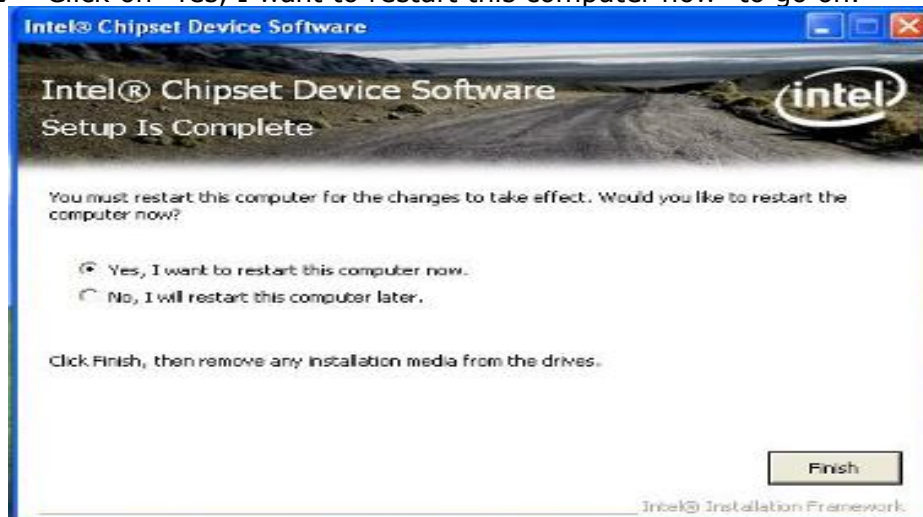 Click on "Yes, I want to restart this computer now" to go on.
Intel® Chipset Device Software
Intel® Chipset Device Software
intel
Setup Is Complete
You must restart this computer for the changes to take effect. Would you like to restart the
computer now?
Yes, I want to restart this computer now.
No, I will restart this computer later.
Click Finish, then remove any installation media from the drives.
Finish
Intel® Installation Framework